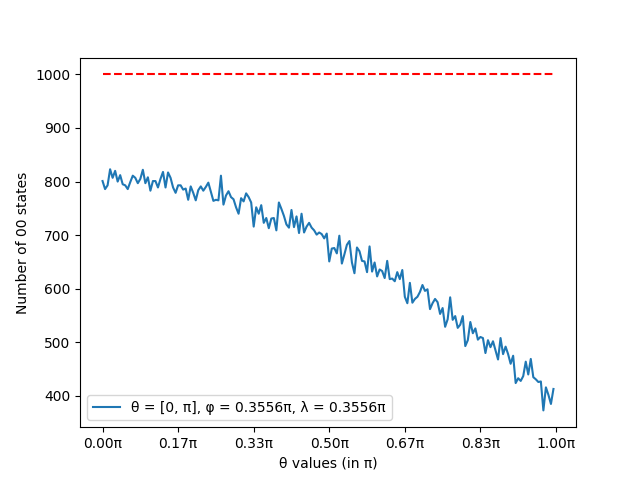 1000
900
800
700
600
500
400
Number of 00 states
θ = [0, π], φ = 0.3556π, λ = 0.3556π
0.00π 0.17π 0.33π 0.50π 0.67π 0.83π 1.00π
θ values (in π)